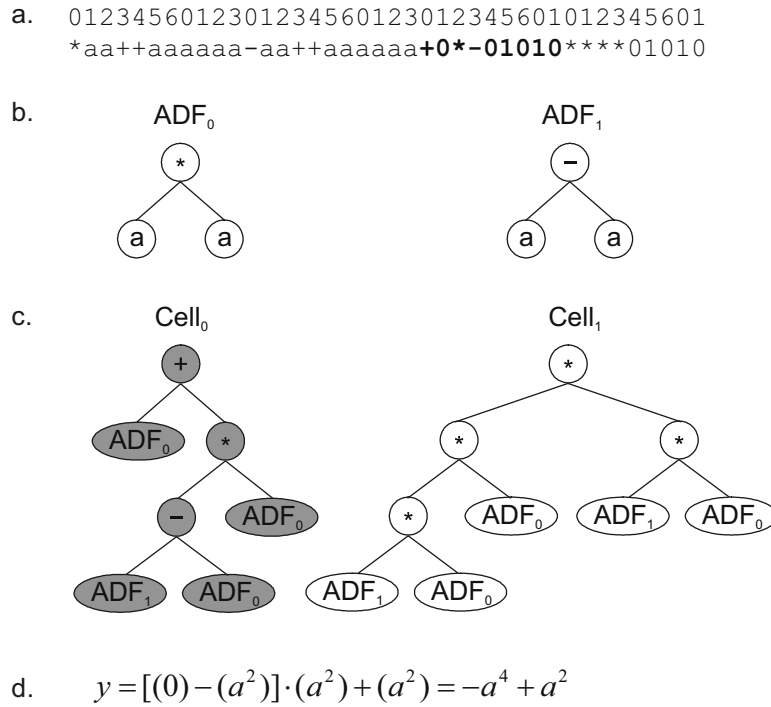 a. 0123456012301234560123012345601012345601
*aa++aaaaaa-aa++aaaaaa+0*-01010****01010
b. ADF₀ ADF₁
* −
a a a a
c. Cell₀ Cell₁
+ *
ADF₀ * * *
− ADF₀ * ADF₀ ADF₁ ADF₀
ADF₁ ADF₀ ADF₁ ADF₀
d. y = [(0) − (a²)] · (a²) + (a²) = −a⁴ + a²